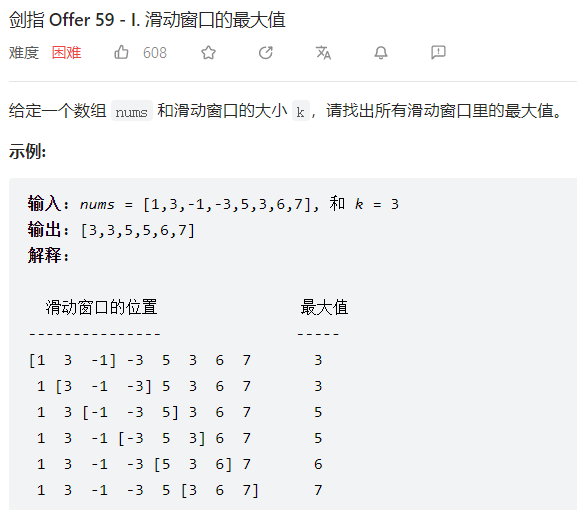 剑指 Offer 59 - I. 滑动窗口的最大值
难度 困难 608
给定一个数组 nums 和滑动窗口的大小 k，请找出所有滑动窗口里的最大值。
示例:
输入: nums = [1,3,-1,-3,5,3,6,7], 和 k = 3
输出: [3,3,5,5,6,7]
解释:
滑动窗口的位置 最大值
--------------- -----
[1 3 -1] -3 5 3 6 7 3
1 [3 -1 -3] 5 3 6 7 3
1 3 [-1 -3 5] 3 6 7 5
1 3 -1 [-3 5 3] 6 7 5
1 3 -1 -3 [5 3 6] 7 6
1 3 -1 -3 5 [3 6 7] 7